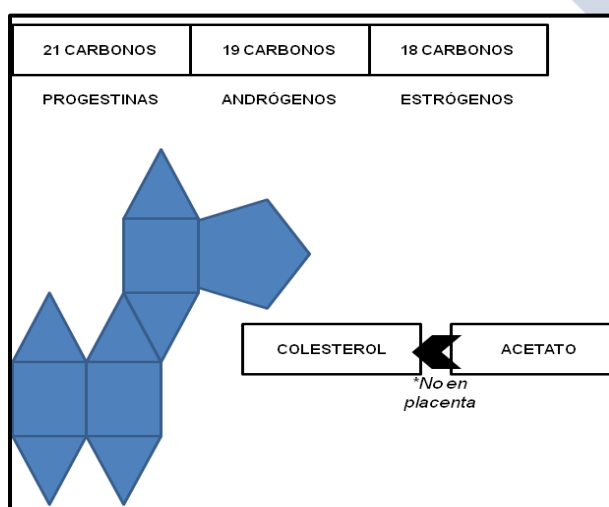 21 CARBONOS 19 CARBONOS 18 CARBONOS
PROGESTINAS ANDRÓGENOS ESTRÓGENOS
COLESTEROL ACETATO
*No en
placenta